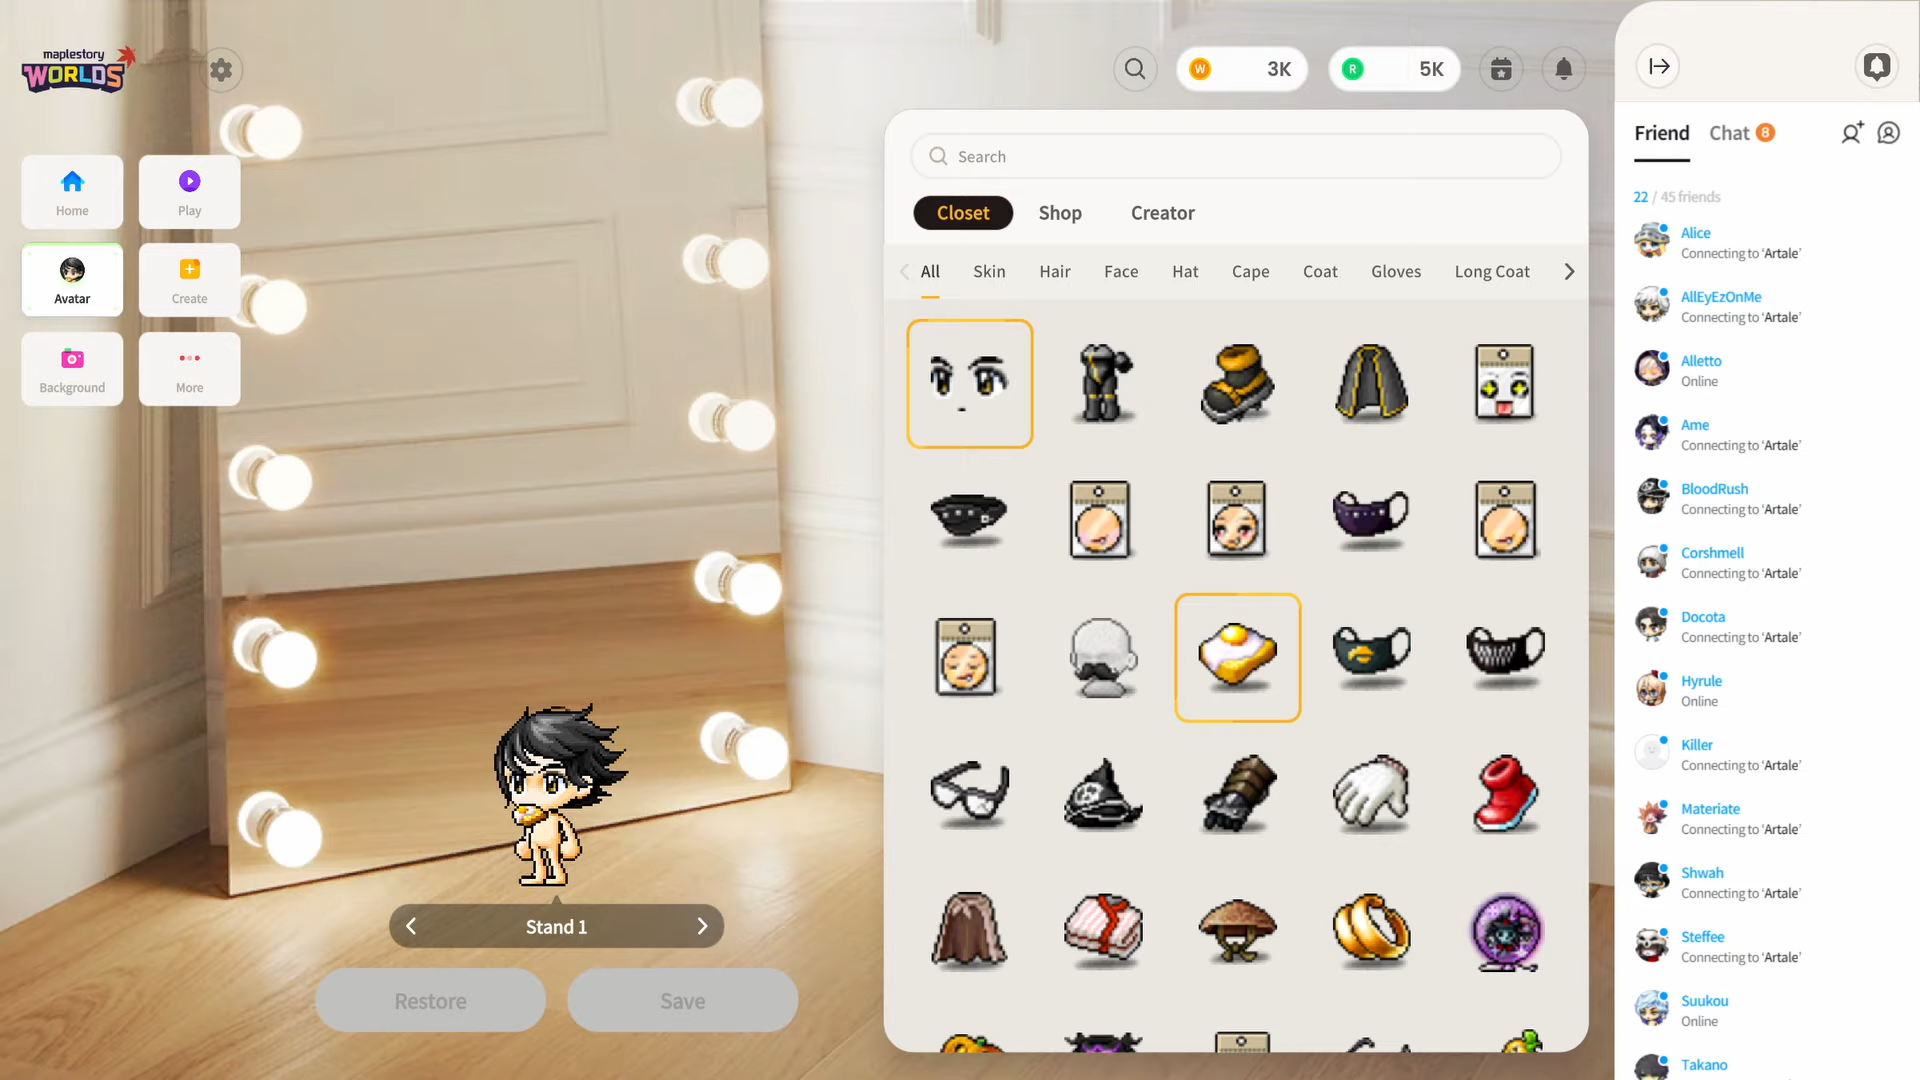 maplestory
WORLDS
W
3K
R
5K
Home
Play
Avatar
Create
Background
More
Search
Closet
Shop
Creator
All
Skin
Hair
Face
Hat
Cape
Coat
Gloves
Long Coat
Stand 1
Restore
Save
Friend
Chat
8
22 / 45 friends
Alice
Connecting to 'Artale'
AllEyEzOnMe
Connecting to 'Artale'
Alletto
Online
Ame
Connecting to 'Artale'
BloodRush
Connecting to 'Artale'
Corshmell
Connecting to 'Artale'
Docota
Connecting to 'Artale'
Hyrule
Online
Killer
Connecting to 'Artale'
Materiate
Connecting to 'Artale'
Shwah
Connecting to 'Artale'
Steffee
Connecting to 'Artale'
Suukou
Online
Takano